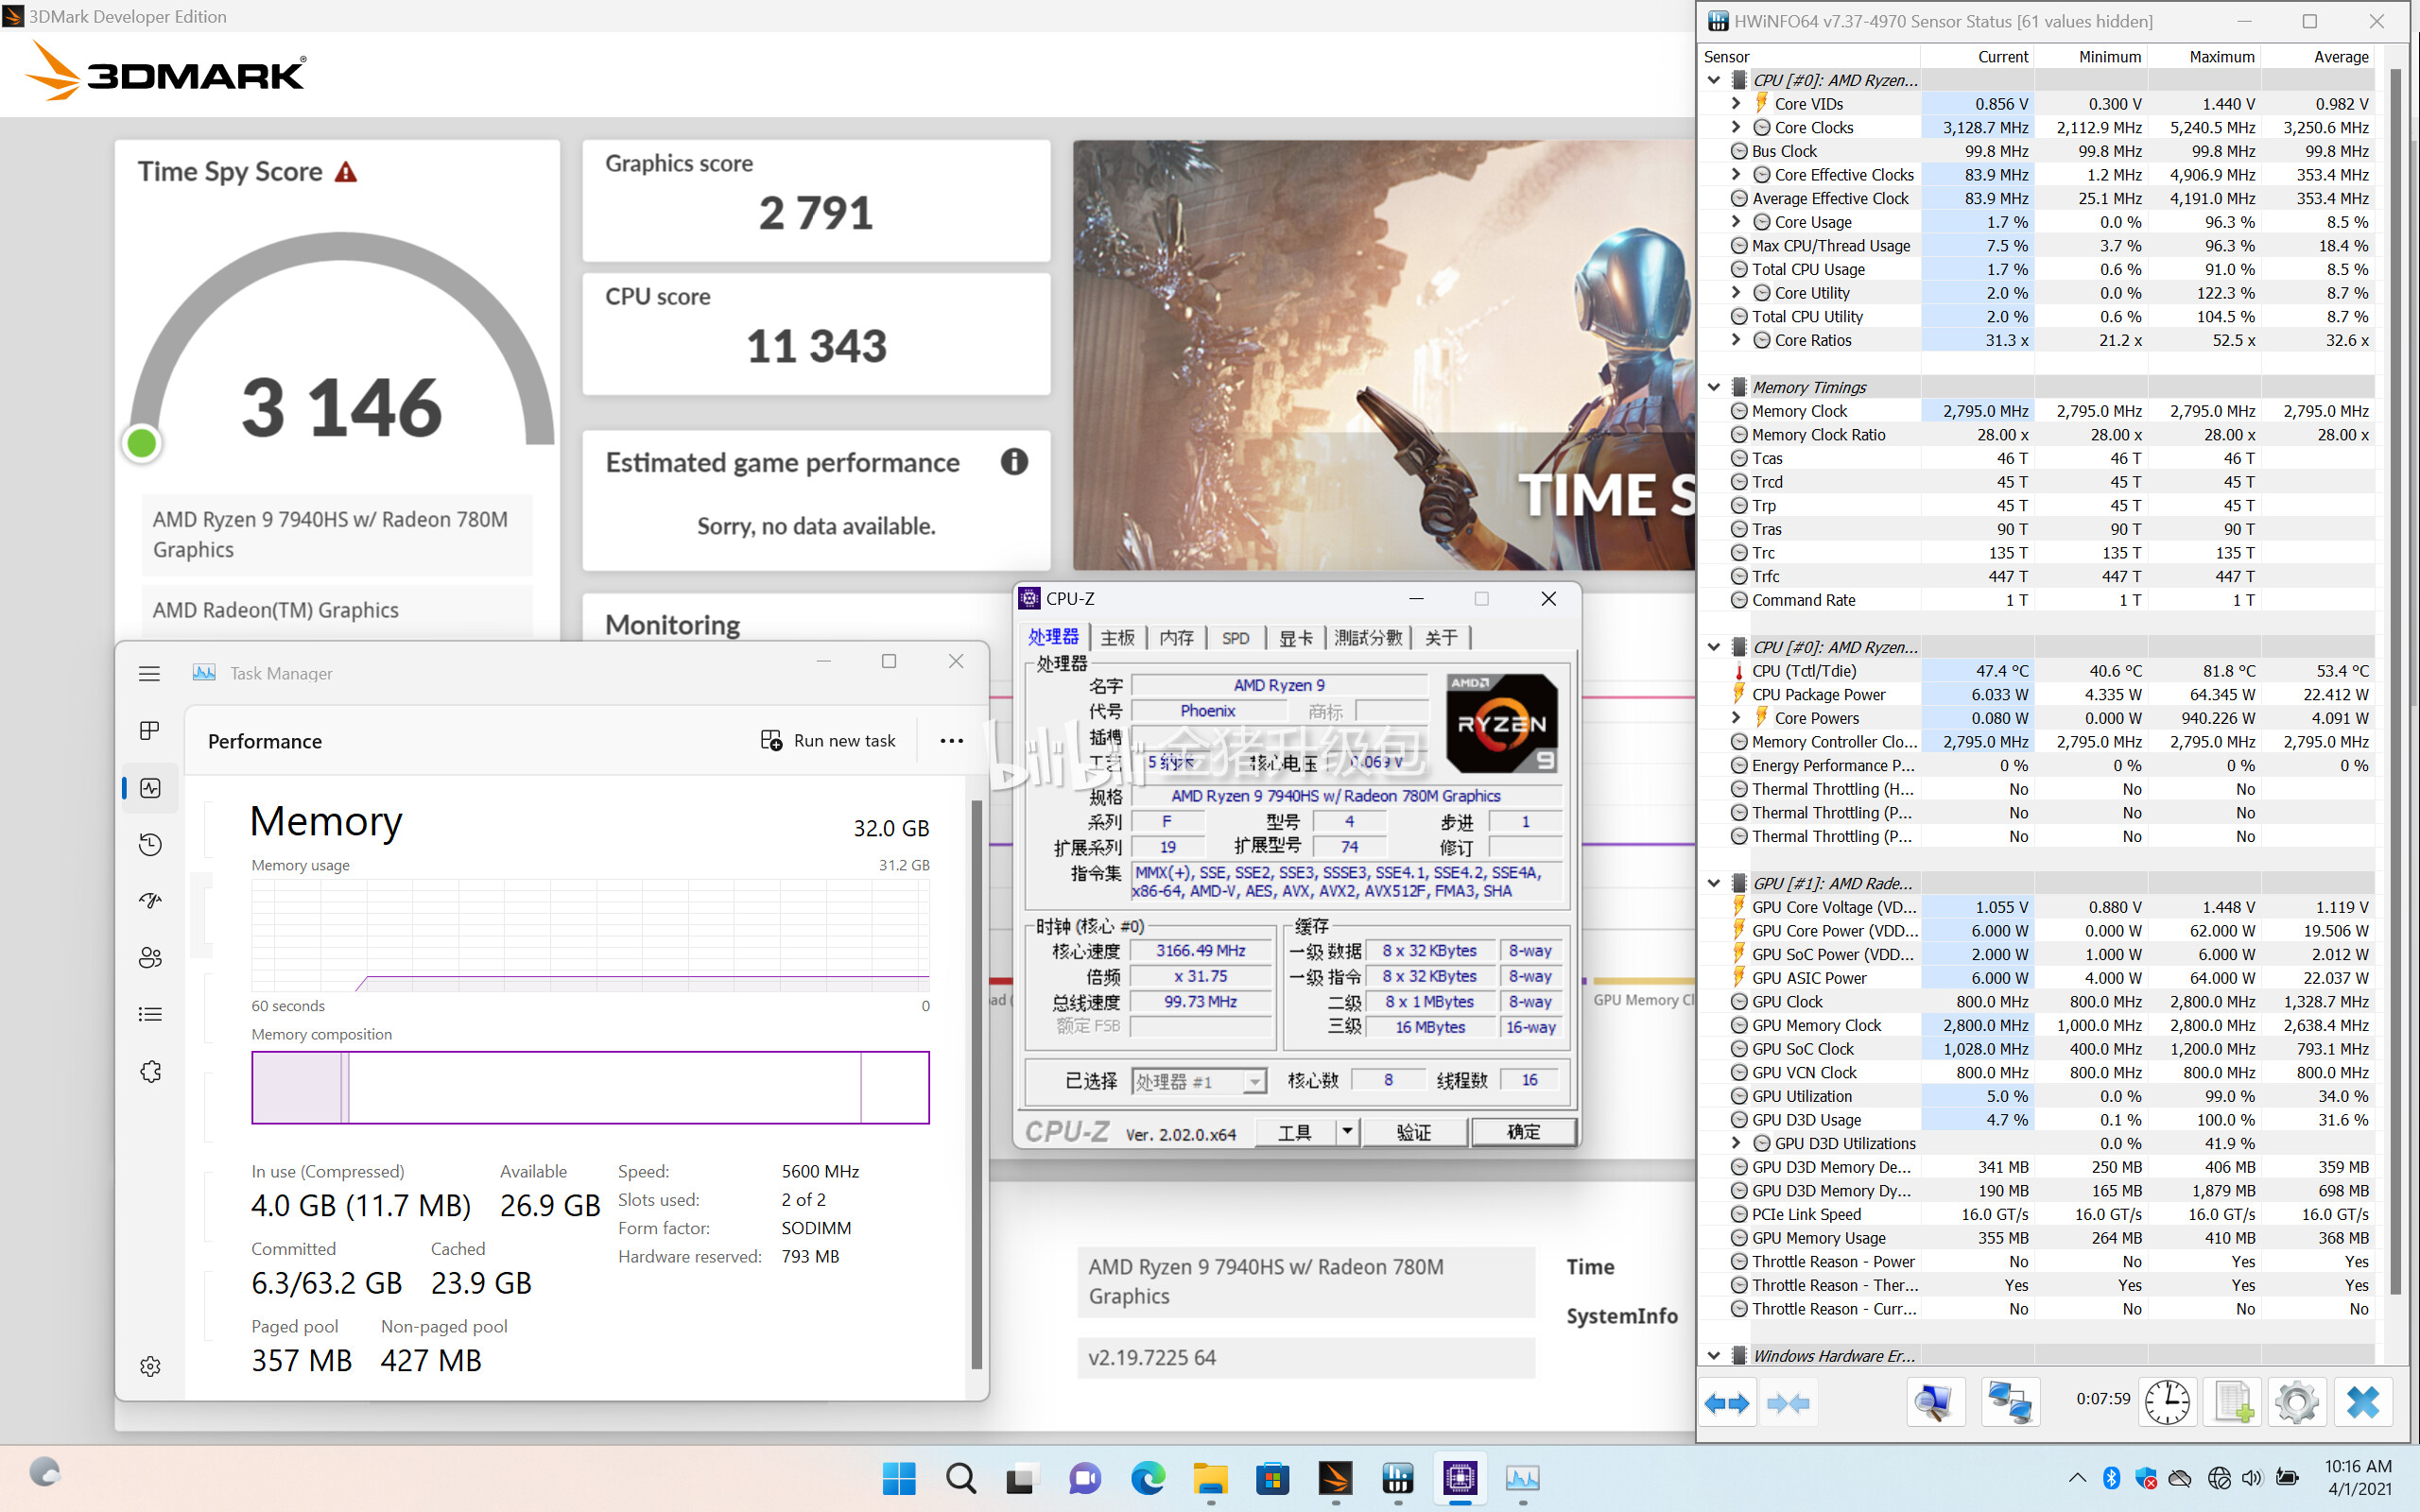 3DMark Developer Edition
3DMARK
Time Spy Score
3 146
AMD Ryzen 9 7940HS w/ Radeon 780M
Graphics
AMD Radeon(TM) Graphics
Graphics score
2 791
CPU score
11 343
Estimated game performance
Sorry, no data available.
Monitoring
TIME S
GPU Memory Cl
AMD Ryzen 9 7940HS w/ Radeon 780M
Graphics
v2.19.7225 64
Time
SystemInfo
Task Manager
Performance
Run new task
Memory
32.0 GB
Memory usage
31.2 GB
60 seconds
0
Memory composition
In use (Compressed)
4.0 GB (11.7 MB)
Available
26.9 GB
Committed
6.3/63.2 GB
Cached
23.9 GB
Paged pool
357 MB
Non-paged pool
427 MB
Speed: 5600 MHz
Slots used: 2 of 2
Form factor: SODIMM
Hardware reserved: 793 MB
CPU-Z
处理器 主板 内存 SPD 显卡 測試分數 关于
处理器
名字 AMD Ryzen 9
代号 Phoenix 商标
插槽
工艺 5 纳米 核心电压 0.069 V
规格 AMD Ryzen 9 7940HS w/ Radeon 780M Graphics
系列 F 型号 4 步进 1
扩展系列 19 扩展型号 74 修订
指令集 MMX(+), SSE, SSE2, SSE3, SSSE3, SSE4.1, SSE4.2, SSE4A,
x86-64, AMD-V, AES, AVX, AVX2, AVX512F, FMA3, SHA
AMD
RYZEN
9
bilibili 金猪升级包
时钟 (核心 #0)
核心速度 3166.49 MHz
倍频 x 31.75
总线速度 99.73 MHz
额定 FSB
缓存
一级 数据 8 x 32 KBytes 8-way
一级 指令 8 x 32 KBytes 8-way
二级 8 x 1 MBytes 8-way
三级 16 MBytes 16-way
已选择 处理器 #1 核心数 8 线程数 16
CPU-Z Ver. 2.02.0.x64 工具 验证 确定
HWiNFO64 v7.37-4970 Sensor Status [61 values hidden]
Sensor Current Minimum Maximum Average
CPU [#0]: AMD Ryzen...
Core VIDs 0.856 V 0.300 V 1.440 V 0.982 V
Core Clocks 3,128.7 MHz 2,112.9 MHz 5,240.5 MHz 3,250.6 MHz
Bus Clock 99.8 MHz 99.8 MHz 99.8 MHz 99.8 MHz
Core Effective Clocks 83.9 MHz 1.2 MHz 4,906.9 MHz 353.4 MHz
Average Effective Clock 83.9 MHz 25.1 MHz 4,191.0 MHz 353.4 MHz
Core Usage 1.7 % 0.0 % 96.3 % 8.5 %
Max CPU/Thread Usage 7.5 % 3.7 % 96.3 % 18.4 %
Total CPU Usage 1.7 % 0.6 % 91.0 % 8.5 %
Core Utility 2.0 % 0.0 % 122.3 % 8.7 %
Total CPU Utility 2.0 % 0.6 % 104.5 % 8.7 %
Core Ratios 31.3 x 21.2 x 52.5 x 32.6 x
Memory Timings
Memory Clock 2,795.0 MHz 2,795.0 MHz 2,795.0 MHz 2,795.0 MHz
Memory Clock Ratio 28.00 x 28.00 x 28.00 x 28.00 x
Tcas 46 T 46 T 46 T
Trcd 45 T 45 T 45 T
Trp 45 T 45 T 45 T
Tras 90 T 90 T 90 T
Trc 135 T 135 T 135 T
Trfc 447 T 447 T 447 T
Command Rate 1 T 1 T 1 T
CPU [#0]: AMD Ryzen...
CPU (Tctl/Tdie) 47.4 °C 40.6 °C 81.8 °C 53.4 °C
CPU Package Power 6.033 W 4.335 W 64.345 W 22.412 W
Core Powers 0.080 W 0.000 W 940.226 W 4.091 W
Memory Controller Clo... 2,795.0 MHz 2,795.0 MHz 2,795.0 MHz 2,795.0 MHz
Energy Performance P... 0 % 0 % 0 % 0 %
Thermal Throttling (H... No No No
Thermal Throttling (P... No No No
Thermal Throttling (P... No No No
GPU [#1]: AMD Rade...
GPU Core Voltage (VD... 1.055 V 0.880 V 1.448 V 1.119 V
GPU Core Power (VDD... 6.000 W 0.000 W 62.000 W 19.506 W
GPU SoC Power (VDD... 2.000 W 1.000 W 6.000 W 2.012 W
GPU ASIC Power 6.000 W 4.000 W 64.000 W 22.037 W
GPU Clock 800.0 MHz 800.0 MHz 2,800.0 MHz 1,328.7 MHz
GPU Memory Clock 2,800.0 MHz 1,000.0 MHz 2,800.0 MHz 2,638.4 MHz
GPU SoC Clock 1,028.0 MHz 400.0 MHz 1,200.0 MHz 793.1 MHz
GPU VCN Clock 800.0 MHz 800.0 MHz 800.0 MHz 800.0 MHz
GPU Utilization 5.0 % 0.0 % 99.0 % 34.0 %
GPU D3D Usage 4.7 % 0.1 % 100.0 % 31.6 %
GPU D3D Utilizations 0.0 % 41.9 %
GPU D3D Memory De... 341 MB 250 MB 406 MB 359 MB
GPU D3D Memory Dy... 190 MB 165 MB 1,879 MB 698 MB
PCIe Link Speed 16.0 GT/s 16.0 GT/s 16.0 GT/s 16.0 GT/s
GPU Memory Usage 355 MB 264 MB 410 MB 368 MB
Throttle Reason - Power No No Yes Yes
Throttle Reason - Ther... Yes Yes Yes Yes
Throttle Reason - Curr... No No No No
Windows Hardware Er...
0:07:59
10:16 AM
4/1/2021